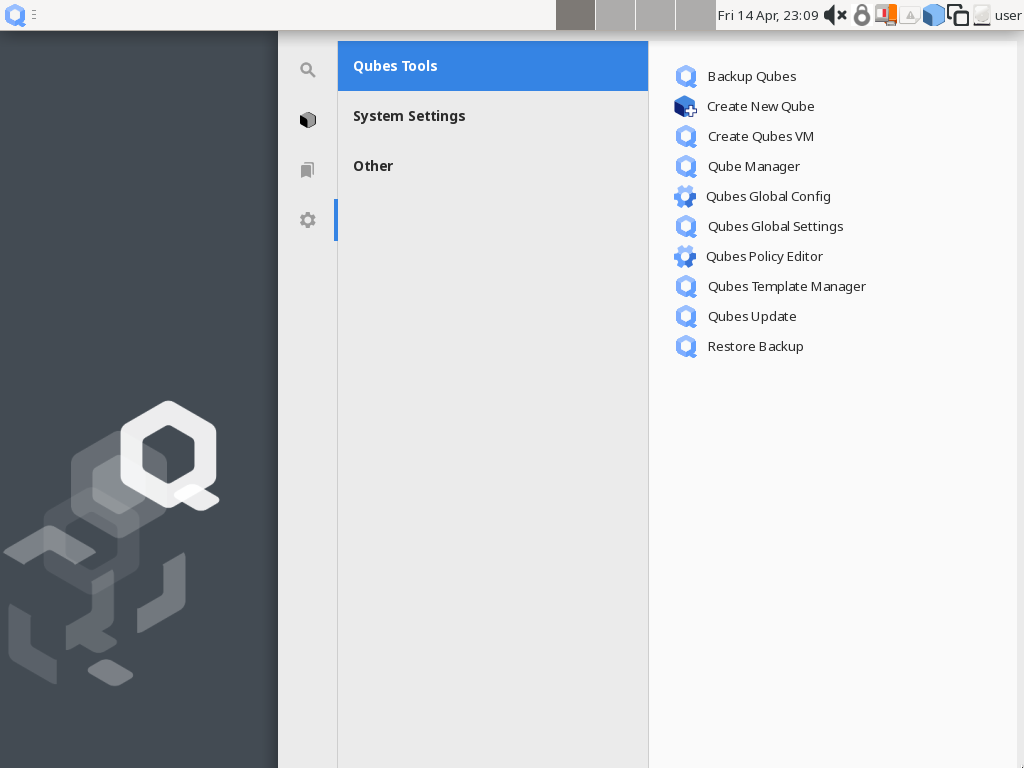 Fri 14 Apr, 23:09 user
Qubes Tools
System Settings
Other
Backup Qubes
Create New Qube
Create Qubes VM
Qube Manager
Qubes Global Config
Qubes Global Settings
Qubes Policy Editor
Qubes Template Manager
Qubes Update
Restore Backup